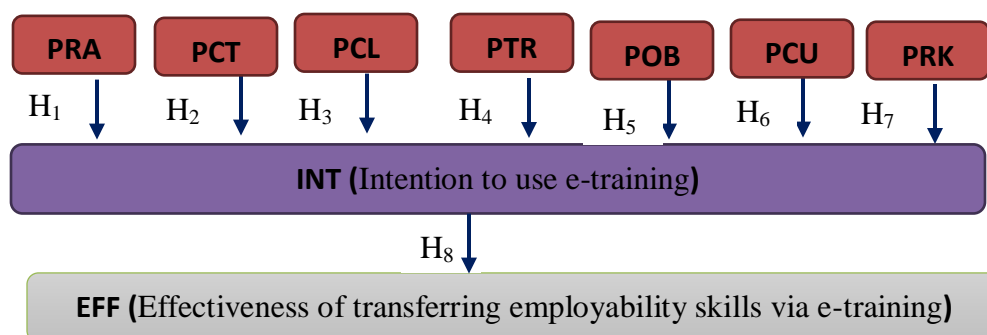 PRA PCT PCL PTR POB PCU PRK
H1 H2 H3 H4 H5 H6 H7
INT (Intention to use e-training)
H8
EFF (Effectiveness of transferring employability skills via e-training)